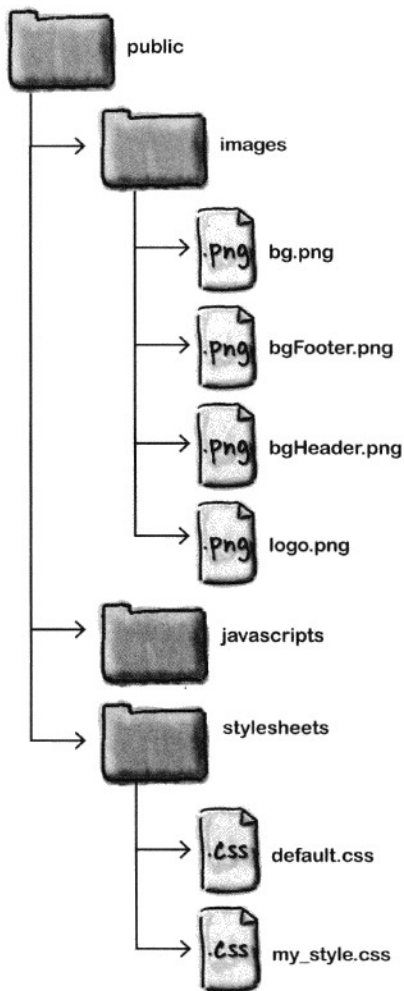 public
images
.png bg.png
.png bgFooter.png
.png bgHeader.png
.png logo.png
javascripts
stylesheets
.css default.css
.css my_style.css